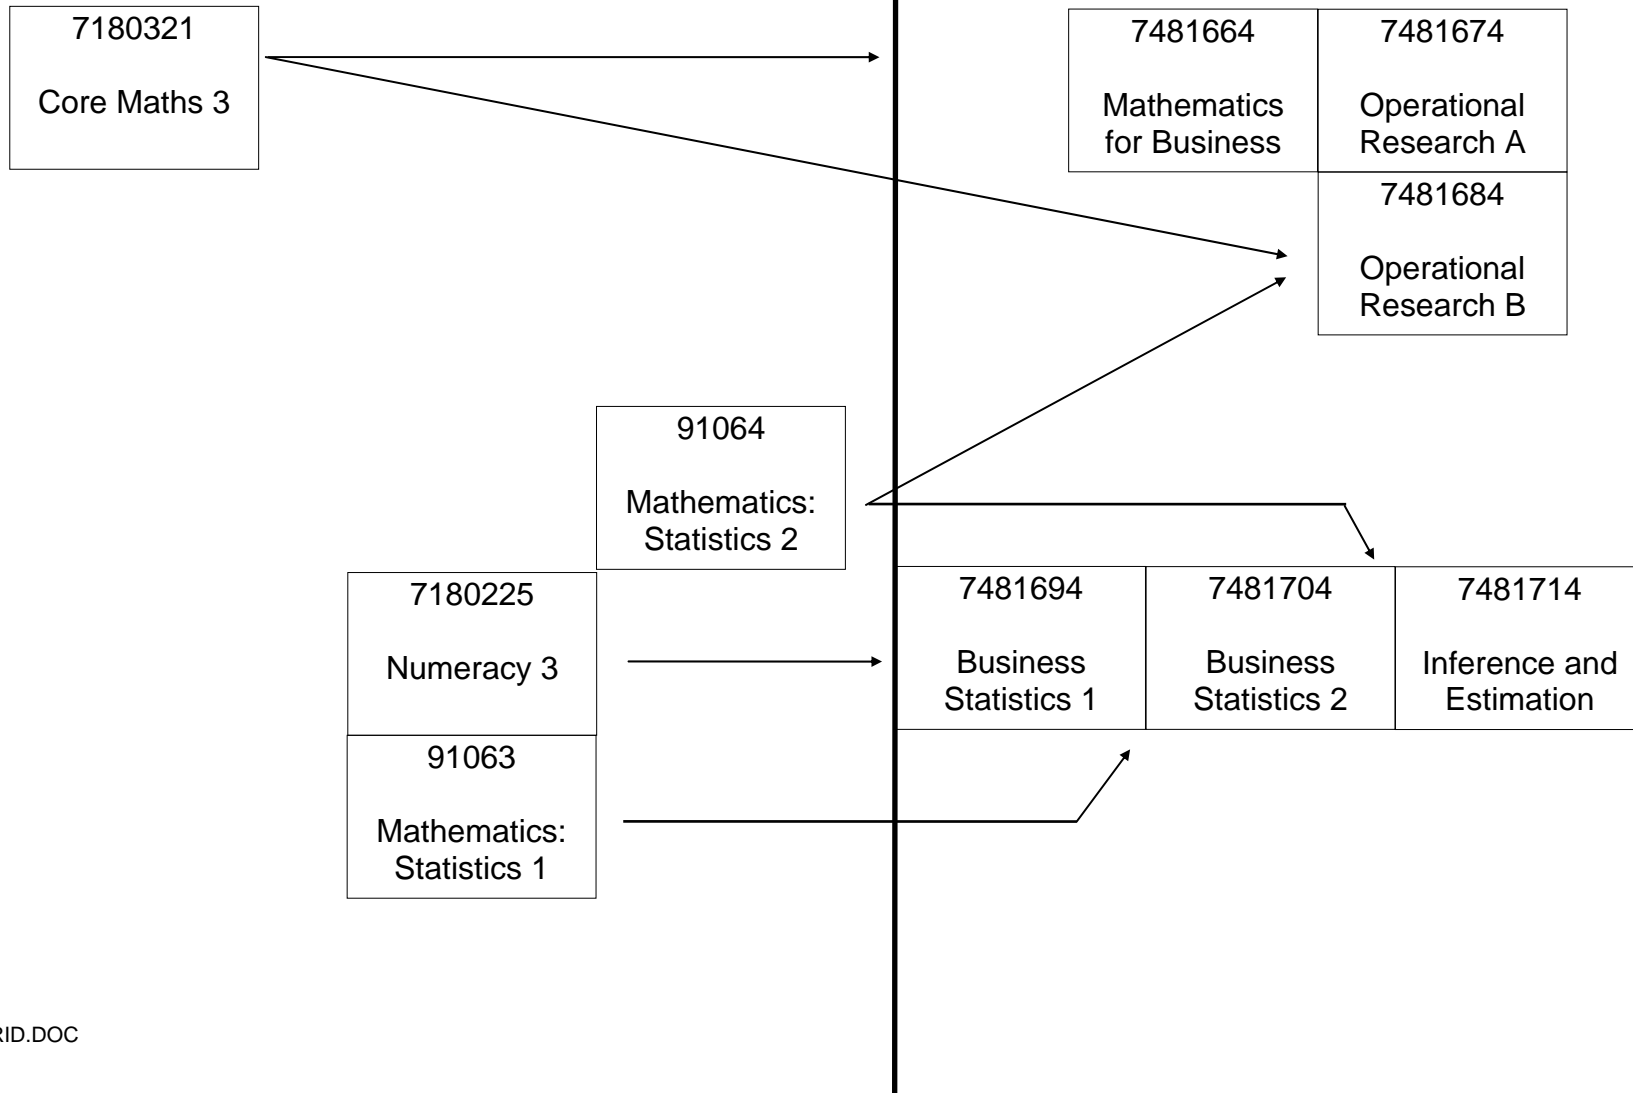 7180321
Core Maths 3
7481664
Mathematics
for Business
7481674
Operational
Research A
7481684
Operational
Research B
91064
Mathematics:
Statistics 2
7180225
Numeracy 3
7481694
Business
Statistics 1
7481704
Business
Statistics 2
7481714
Inference and
Estimation
91063
Mathematics:
Statistics 1
RID.DOC